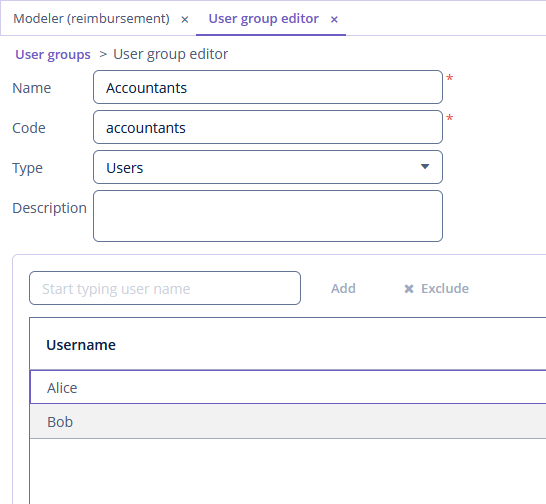 Modeler (reimbursement) × User group editor ×
User groups > User group editor
Name Accountants *
Code accountants *
Type Users
Description
Start typing user name Add ✖ Exclude
Username
Alice
Bob